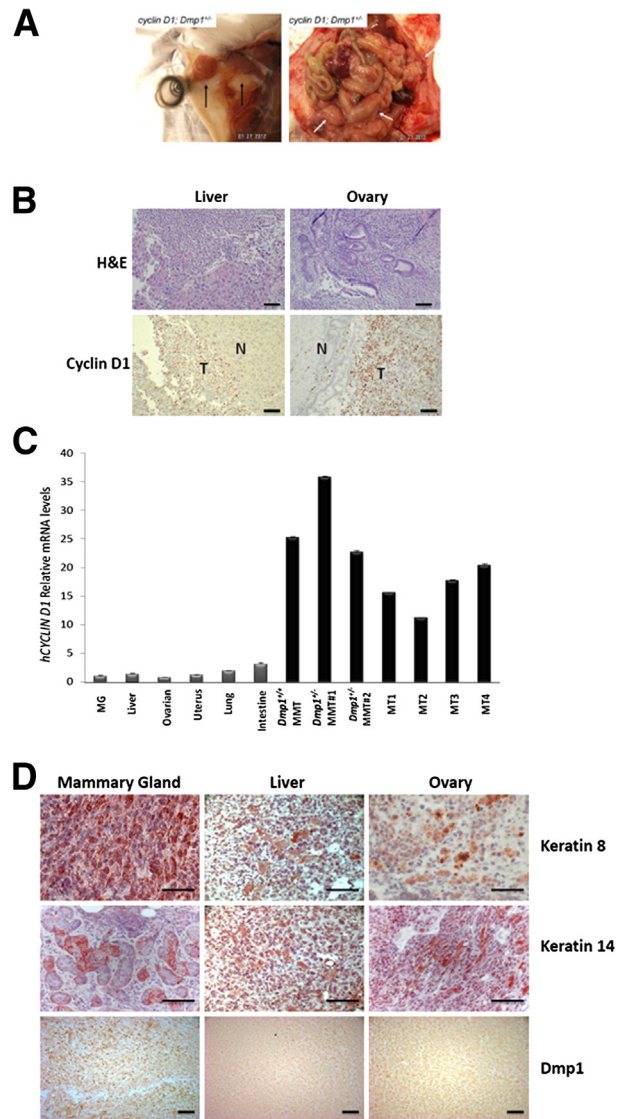 A
cyclin D1; Dmp1+/-
cyclin D1; Dmp1+/-
B
Liver
Ovary
H&E
Cyclin D1
T
N
N
T
C
hCYCLIN D1 Relative mRNA levels
40
35
30
25
20
15
10
5
0
MG
Liver
Ovarian
Uterus
Lung
Intestine
Dmp1+/+ MMT
Dmp1+/- MMT#1
Dmp1+/- MMT#2
MT1
MT2
MT3
MT4
D
Mammary Gland
Liver
Ovary
Keratin 8
Keratin 14
Dmp1